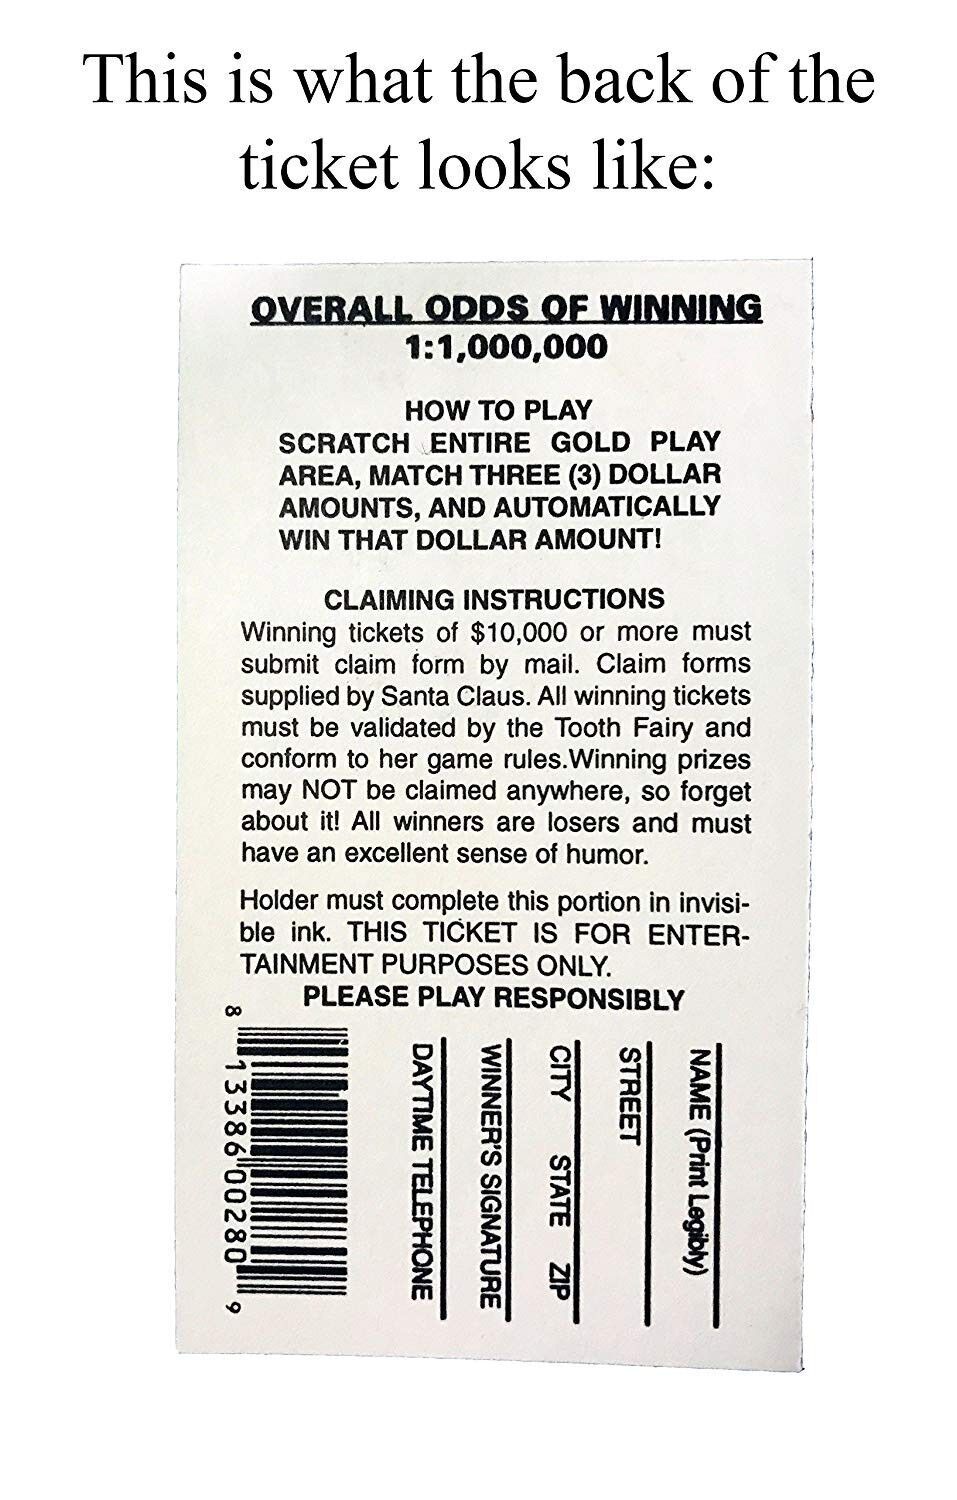 This is what the back of the
ticket looks like:
OVERALL ODDS OF WINNING
1:1,000,000
HOW TO PLAY
SCRATCH ENTIRE GOLD PLAY
AREA, MATCH THREE (3) DOLLAR
AMOUNTS, AND AUTOMATICALLY
WIN THAT DOLLAR AMOUNT!
CLAIMING INSTRUCTIONS
Winning tickets of $10,000 or more must
submit claim form by mail. Claim forms
supplied by Santa Claus. All winning tickets
must be validated by the Tooth Fairy and
conform to her game rules.Winning prizes
may NOT be claimed anywhere, so forget
about it! All winners are losers and must
have an excellent sense of humor.
Holder must complete this portion in invisi-
ble ink. THIS TICKET IS FOR ENTER-
TAINMENT PURPOSES ONLY.
PLEASE PLAY RESPONSIBLY
NAME (Print Legibly)
STREET
CITY STATE ZIP
WINNER'S SIGNATURE
DAYTIME TELEPHONE
8 13386 00280 9